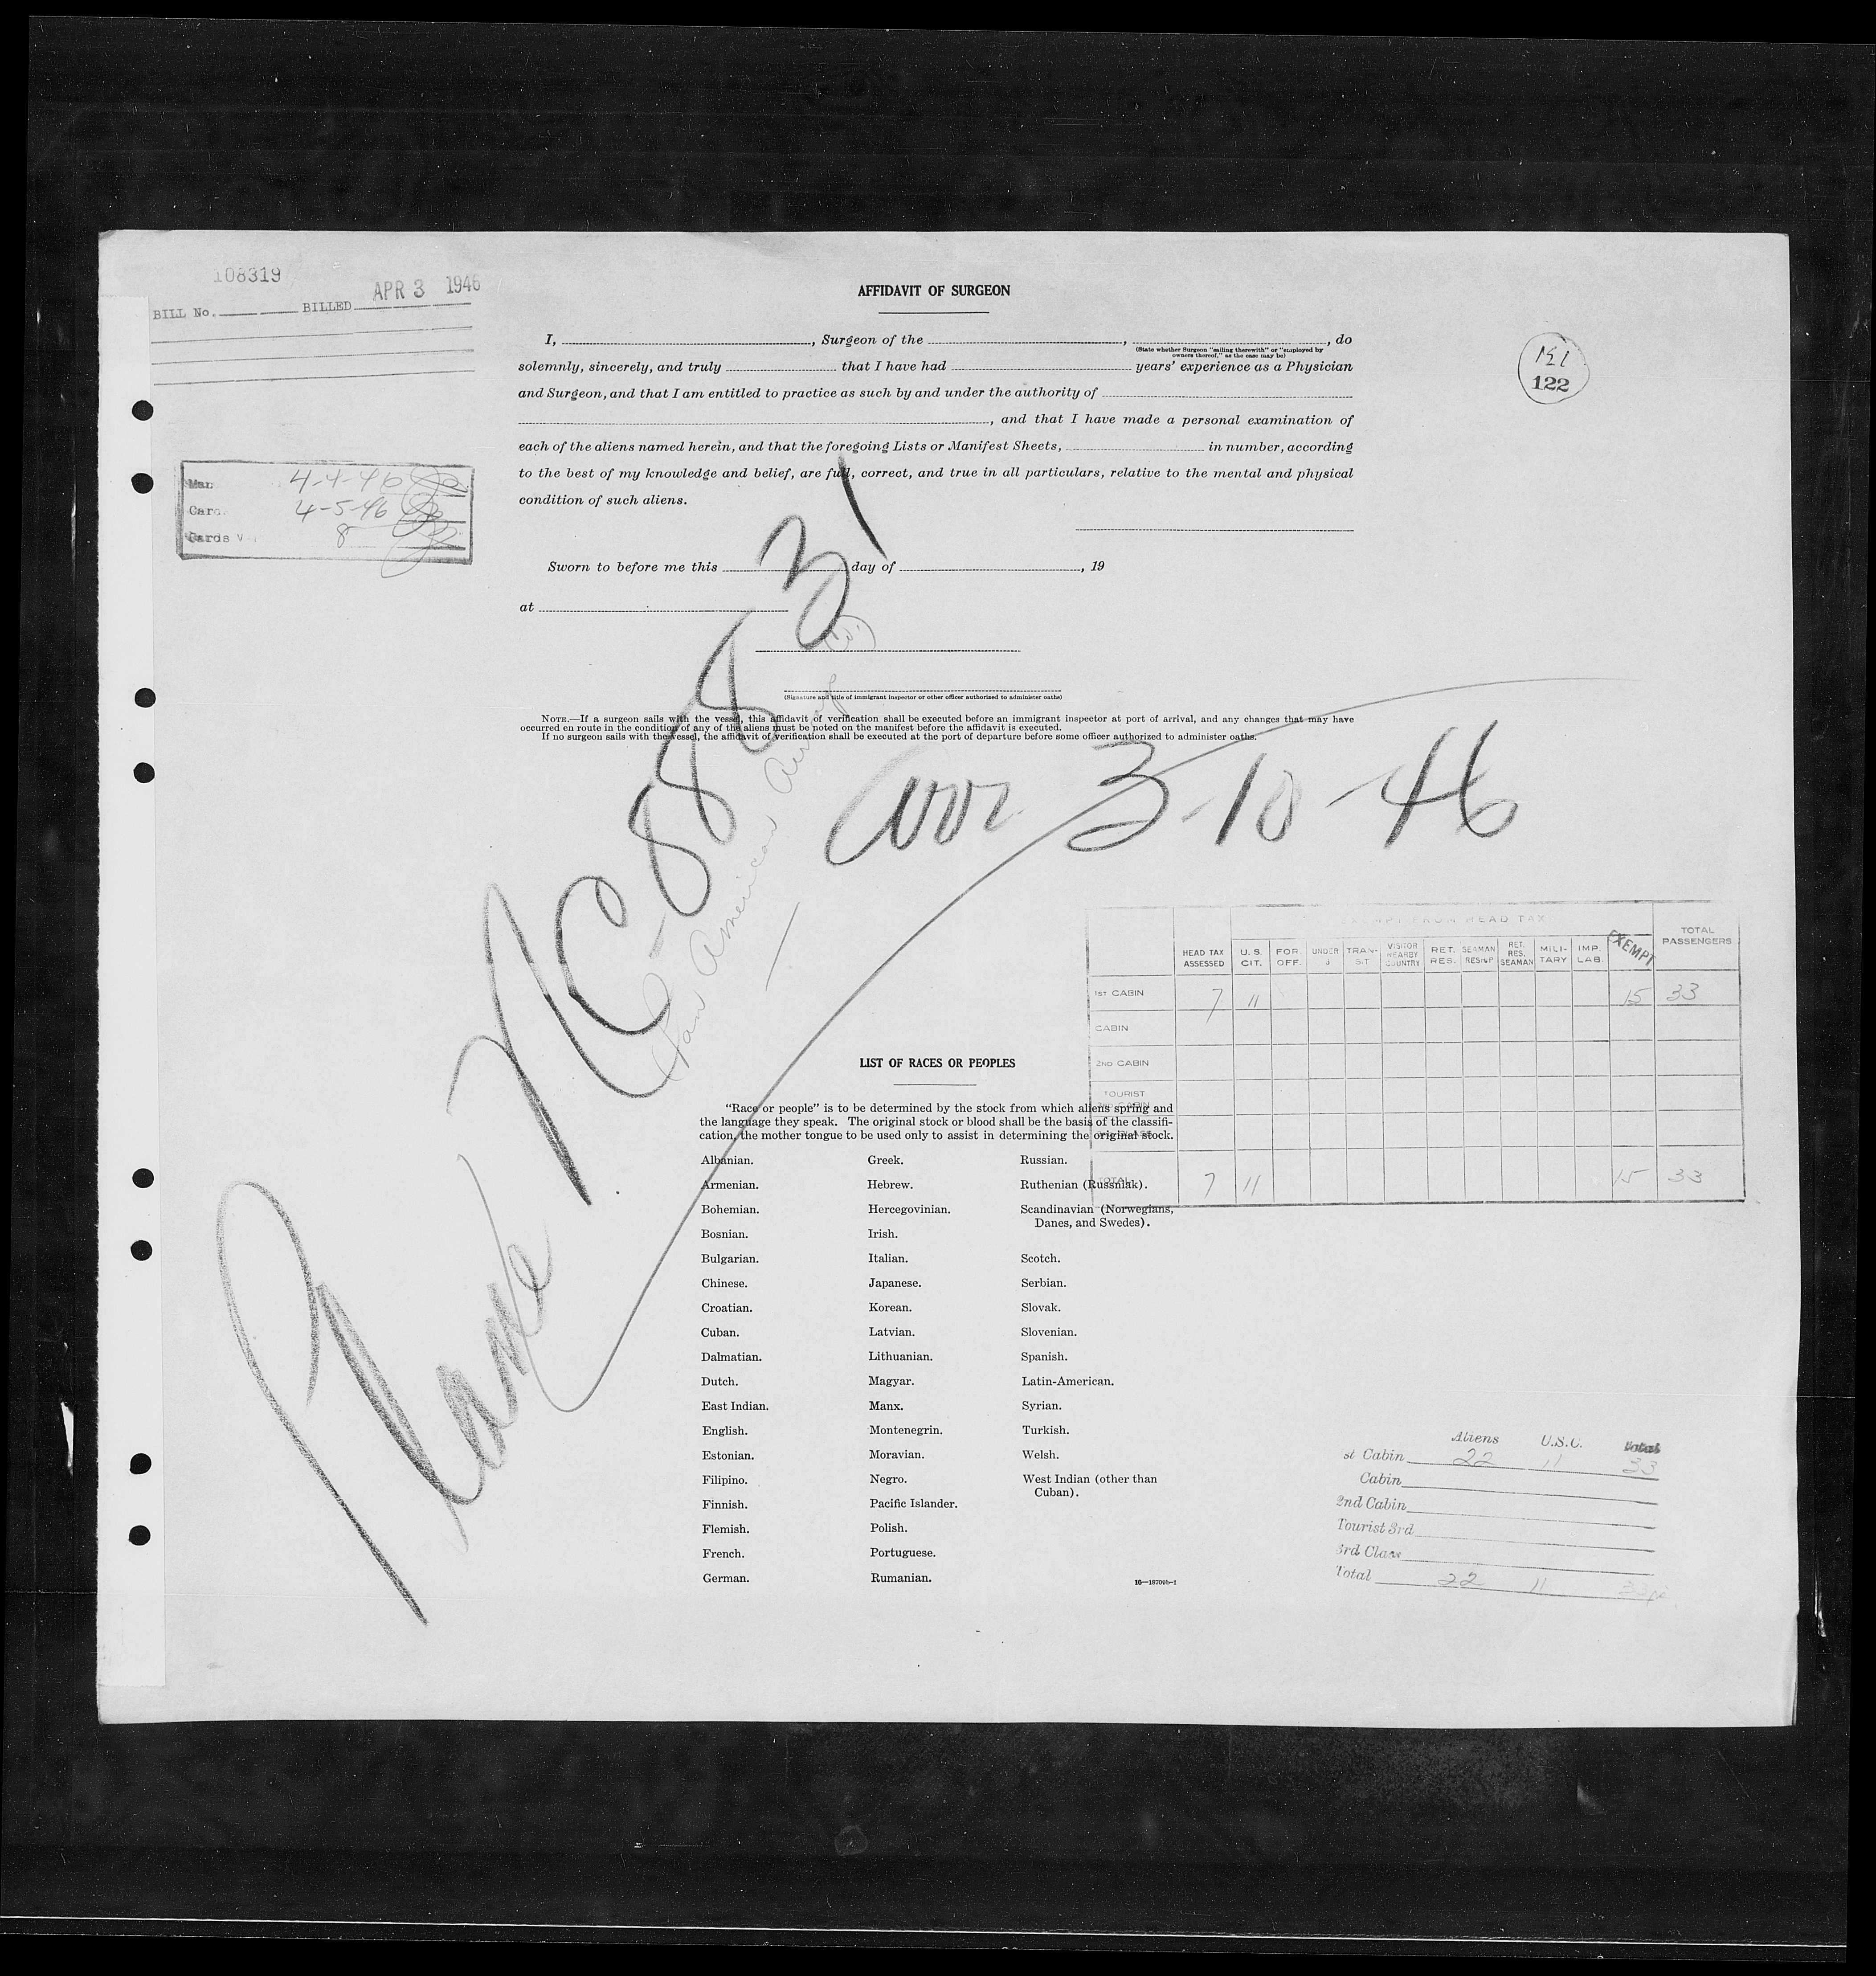 108319
BILL No. BILLED APR 3 1946
AFFIDAVIT OF SURGEON
I, , Surgeon of the , , do
(State whether Surgeon "sailing therewith" or "employed by
owners thereof," as the case may be)
solemnly, sincerely, and truly that I have had years' experience as a Physician
and Surgeon, and that I am entitled to practice as such by and under the authority of
, and that I have made a personal examination of
each of the aliens named herein, and that the foregoing Lists or Manifest Sheets, in number, according
to the best of my knowledge and belief, are full, correct, and true in all particulars, relative to the mental and physical
condition of such aliens.
Sworn to before me this day of , 19
at
(Signature and title of immigrant inspector or other officer authorized to administer oaths)
NOTE.—If a surgeon sails with the vessel, this affidavit of verification shall be executed before an immigrant inspector at port of arrival, and any changes that may have
occurred en route in the condition of any of the aliens must be noted on the manifest before the affidavit is executed.
If no surgeon sails with the vessel, the affidavit of verification shall be executed at the port of departure before some officer authorized to administer oaths.
121
122
Man. 4-4-46
Card. 4-5-46
Cards V. 8
Plane NC-88831
(Pan American Airways
arr 3-10-46
EXEMPT FROM HEAD TAX
HEAD TAX ASSESSED U. S. CIT. FOR. OFF. UNDER TRAN-SIT VISITOR NEARBY COUNTRY RET. RES. SEAMAN RESHIP RET. RES. SEAMAN MILI-TARY IMP. LAB. EXEMPT TOTAL PASSENGERS
1ST CABIN 7 11 15 33
CABIN
2ND CABIN
TOURIST
TOTAL 7 11 15 33
LIST OF RACES OR PEOPLES
"Race or people" is to be determined by the stock from which aliens spring and
the language they speak. The original stock or blood shall be the basis of the classifi-
cation, the mother tongue to be used only to assist in determining the original stock.
Albanian. Greek. Russian.
Armenian. Hebrew. Ruthenian (Russniak).
Bohemian. Hercegovinian. Scandinavian (Norwegians,
Danes, and Swedes).
Bosnian. Irish.
Bulgarian. Italian. Scotch.
Chinese. Japanese. Serbian.
Croatian. Korean. Slovak.
Cuban. Latvian. Slovenian.
Dalmatian. Lithuanian. Spanish.
Dutch. Magyar. Latin-American.
East Indian. Manx. Syrian.
English. Montenegrin. Turkish.
Estonian. Moravian. Welsh.
Filipino. Negro. West Indian (other than
Cuban).
Finnish. Pacific Islander.
Flemish. Polish.
French. Portuguese.
German. Rumanian.
Aliens U.S.C. Total
st Cabin 22 11 33
Cabin
2nd Cabin
Tourist 3rd
3rd Class
Total 22 11